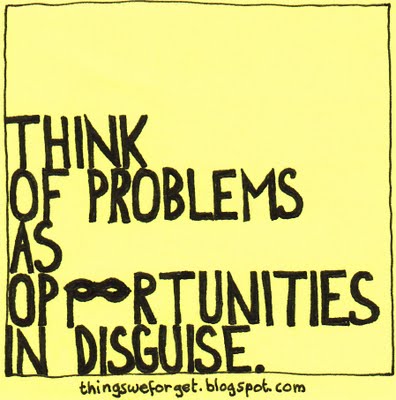 THINK
OF PROBLEMS
AS
OPPORTUNITIES
IN DISGUISE.
thingsweforget.blogspot.com